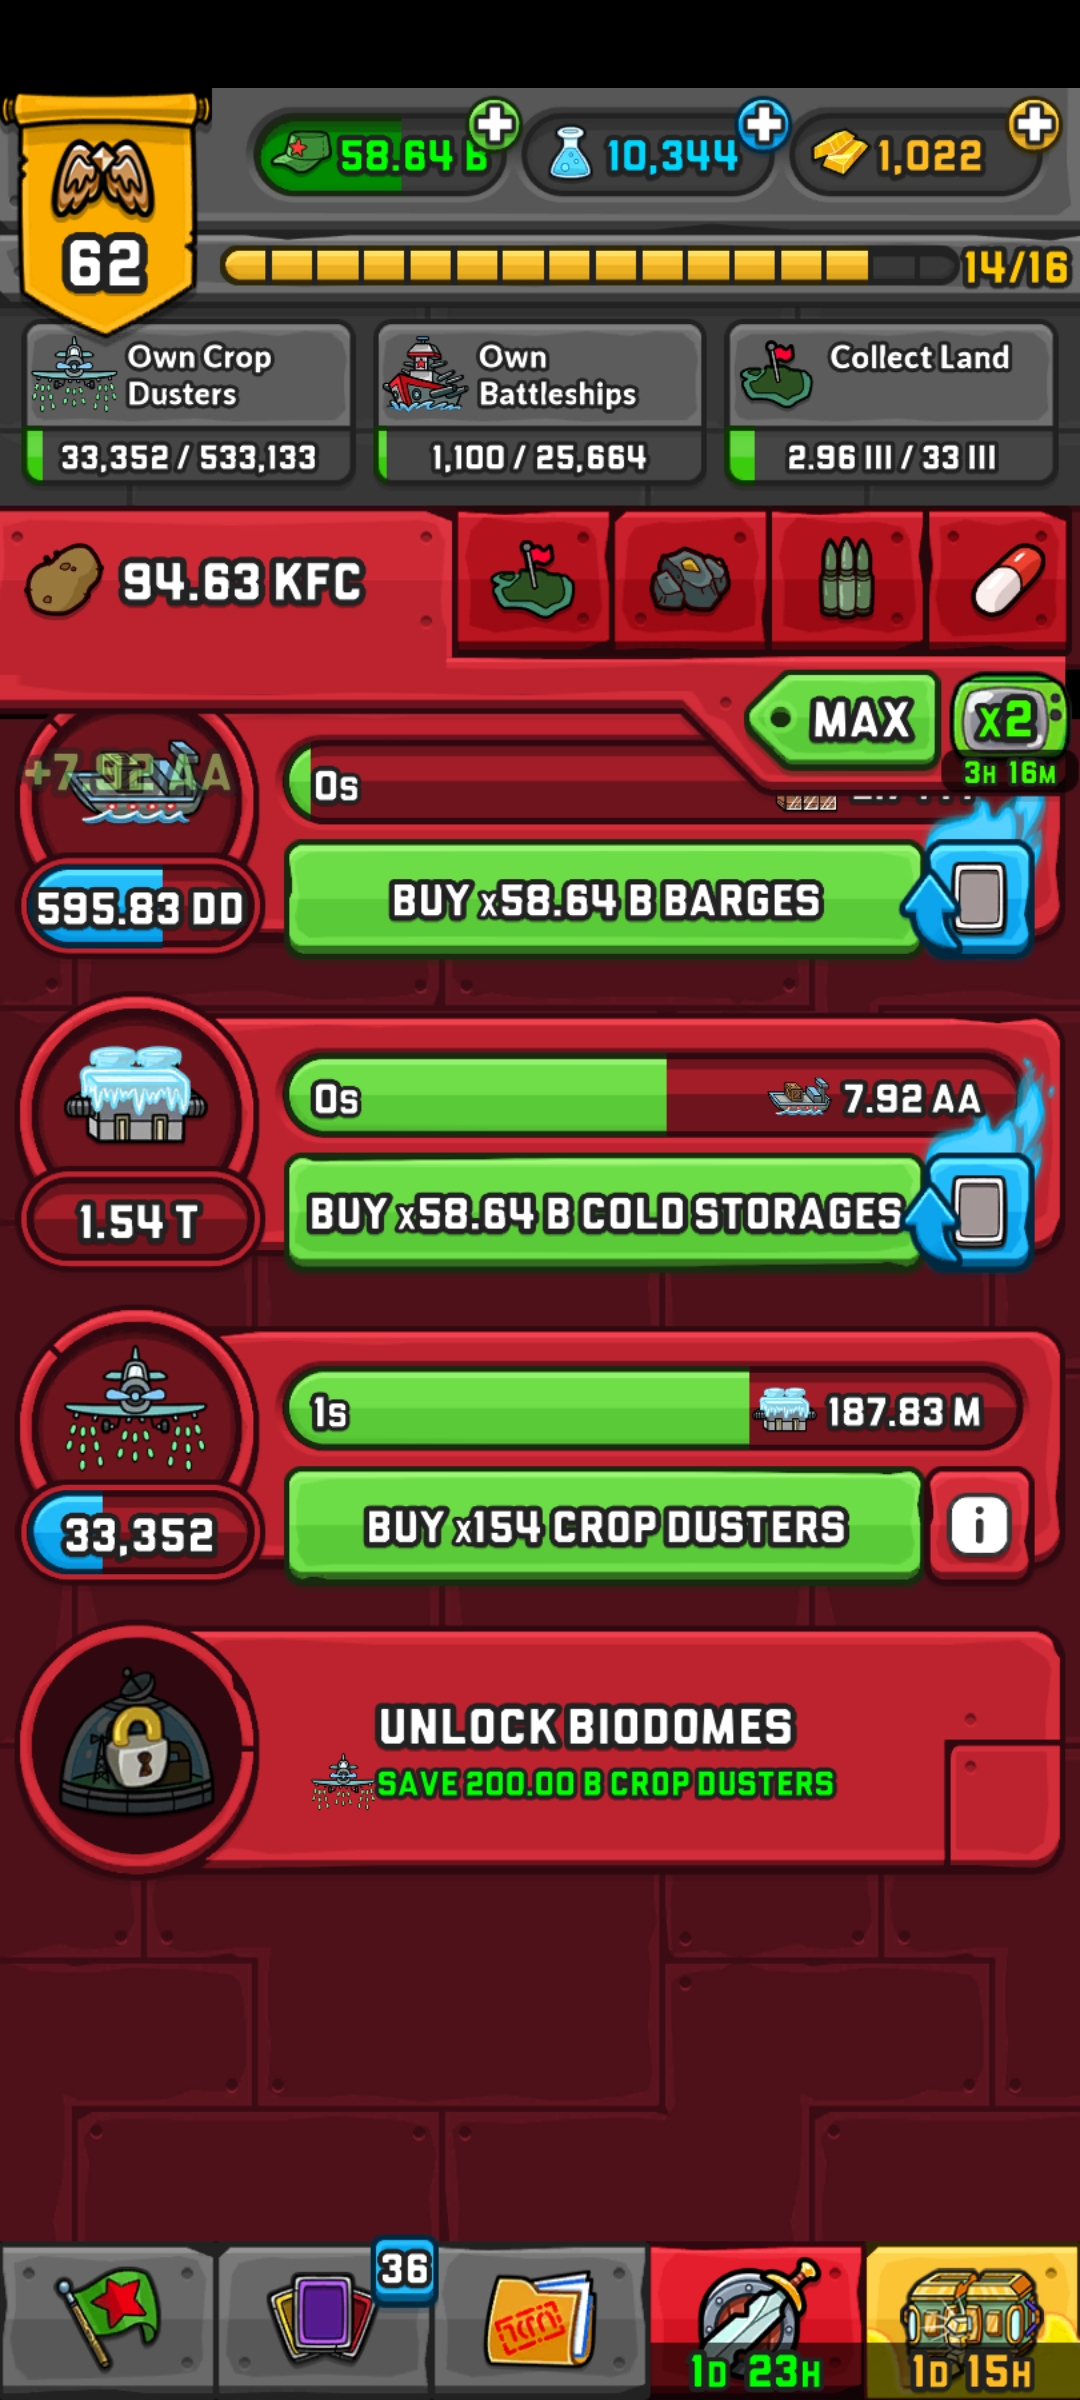 58.64 B
10,344
1,022
62
14/16
Own Crop Dusters
33,352 / 533,133
Own Battleships
1,100 / 25,664
Collect Land
2.96 III / 33 III
94.63 KFC
MAX
x2
3H 16M
+7.92 AA
0s
595.83 DD
BUY x58.64 B BARGES
0s
7.92 AA
1.54 T
BUY x58.64 B COLD STORAGES
1s
187.83 M
33,352
BUY x154 CROP DUSTERS
i
UNLOCK BIODOMES
SAVE 200.00 B CROP DUSTERS
36
1D 23H
1D 15H